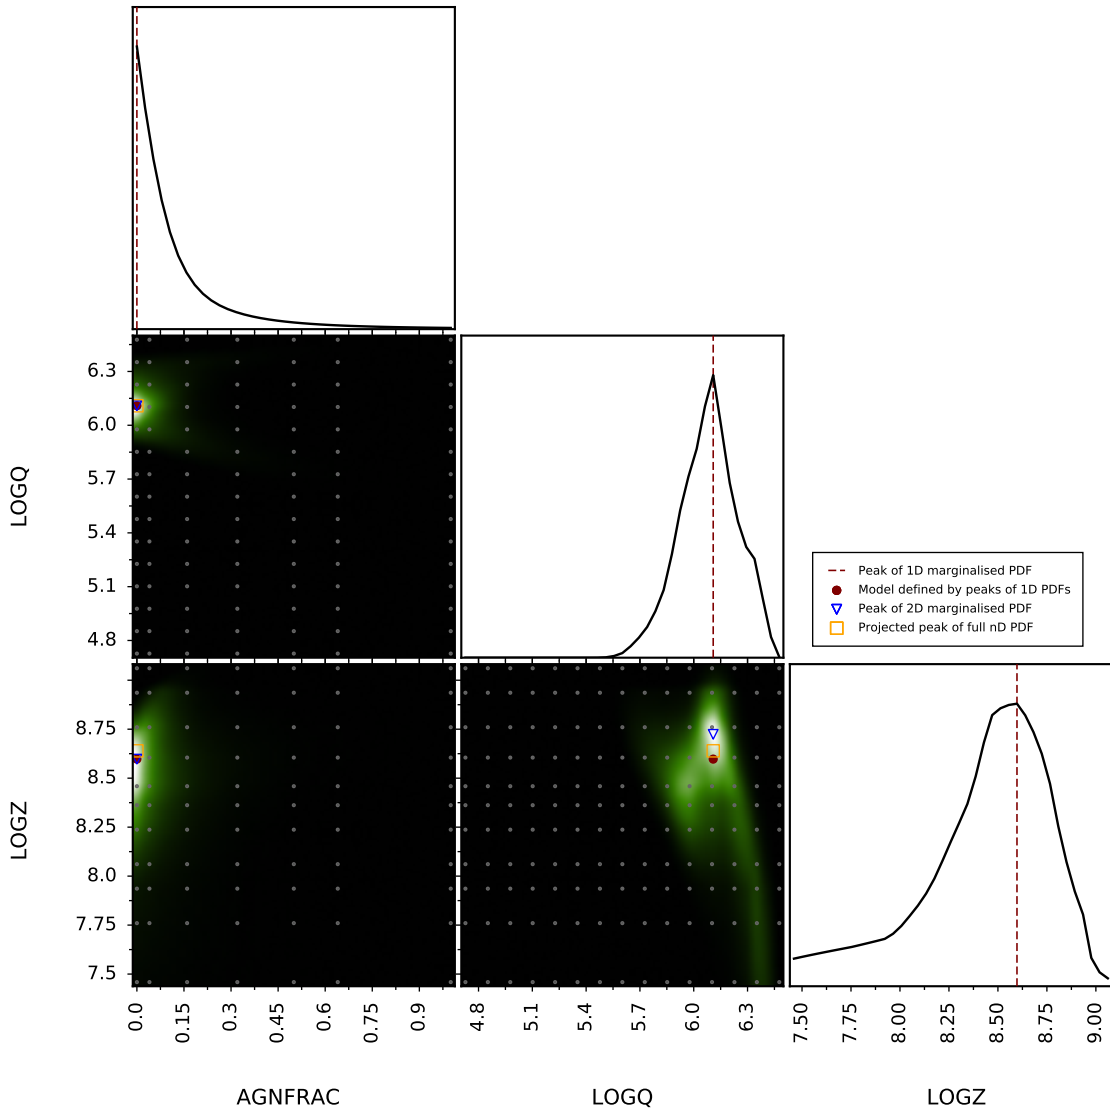 6.3
6.0
5.7
5.4
5.1
4.8
LOGQ
Peak of 1D marginalised PDF
Model defined by peaks of 1D PDFs
Peak of 2D marginalised PDF
Projected peak of full nD PDF
8.75
8.5
8.25
8.0
7.75
7.5
LOGZ
0.0 0.15 0.3 0.45 0.6 0.75 0.9
4.8 5.1 5.4 5.7 6.0 6.3
7.50 7.75 8.00 8.25 8.50 8.75 9.00
AGNFRAC LOGQ LOGZ